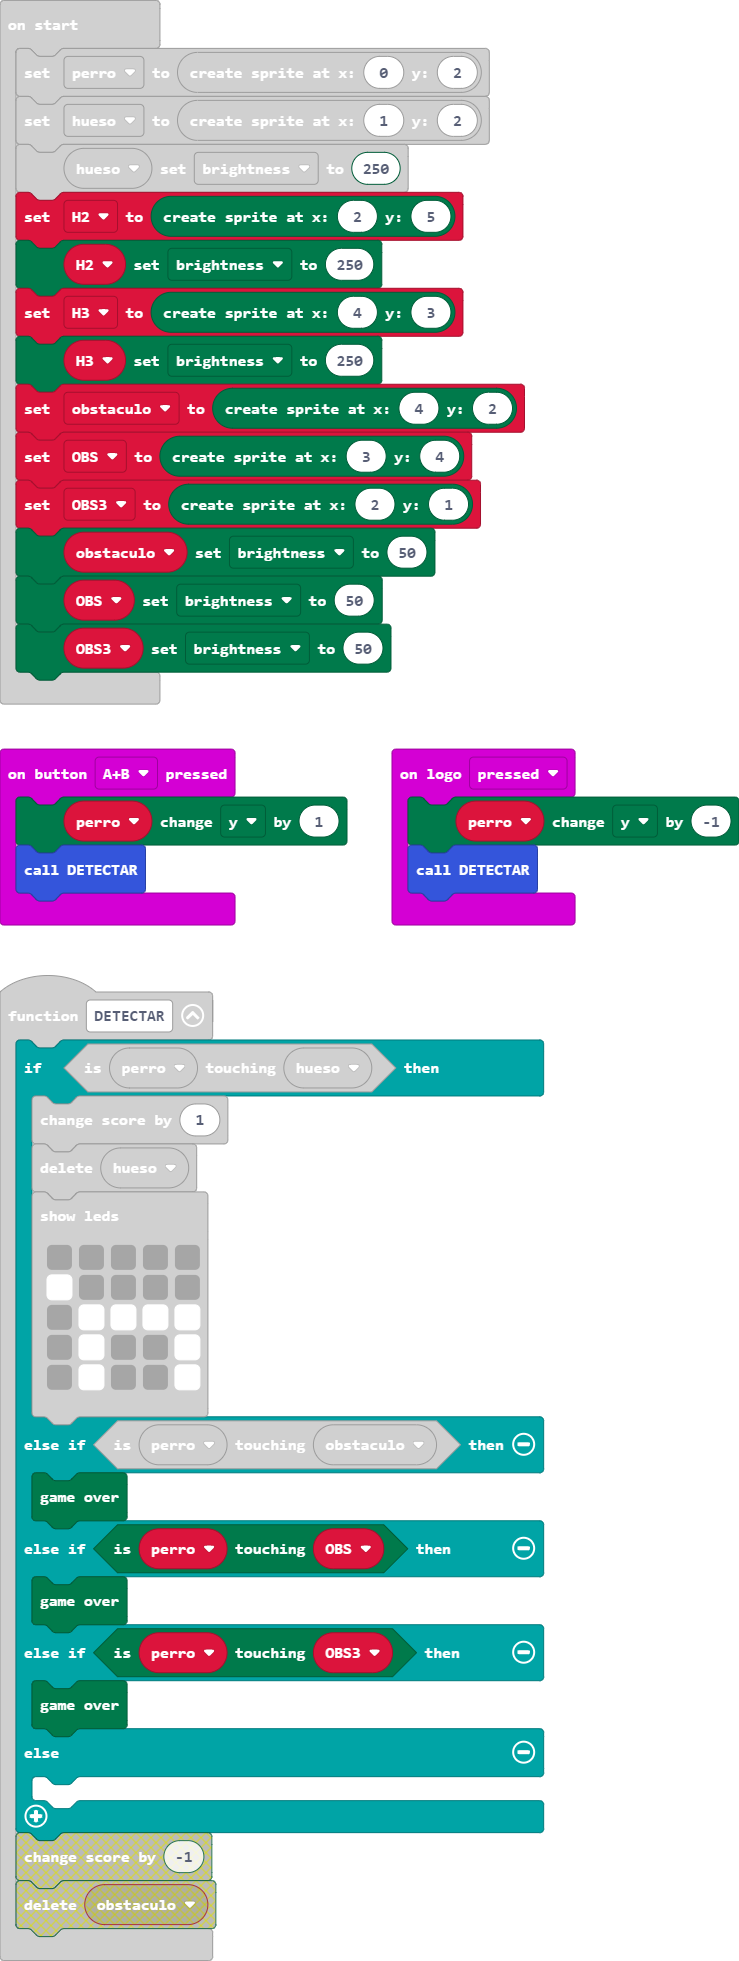 on start
set perro to create sprite at x: 0 y: 2
set hueso to create sprite at x: 1 y: 2
hueso set brightness to 250
set H2 to create sprite at x: 2 y: 5
H2 set brightness to 250
set H3 to create sprite at x: 4 y: 3
H3 set brightness to 250
set obstaculo to create sprite at x: 4 y: 2
set OBS to create sprite at x: 3 y: 4
set OBS3 to create sprite at x: 2 y: 1
obstaculo set brightness to 50
OBS set brightness to 50
OBS3 set brightness to 50
on button A+B pressed
perro change y by 1
call DETECTAR
on logo pressed
perro change y by -1
call DETECTAR
function DETECTAR
if is perro touching hueso then
change score by 1
delete hueso
show leds
else if is perro touching obstaculo then
game over
else if is perro touching OBS then
game over
else if is perro touching OBS3 then
game over
else
change score by -1
delete obstaculo